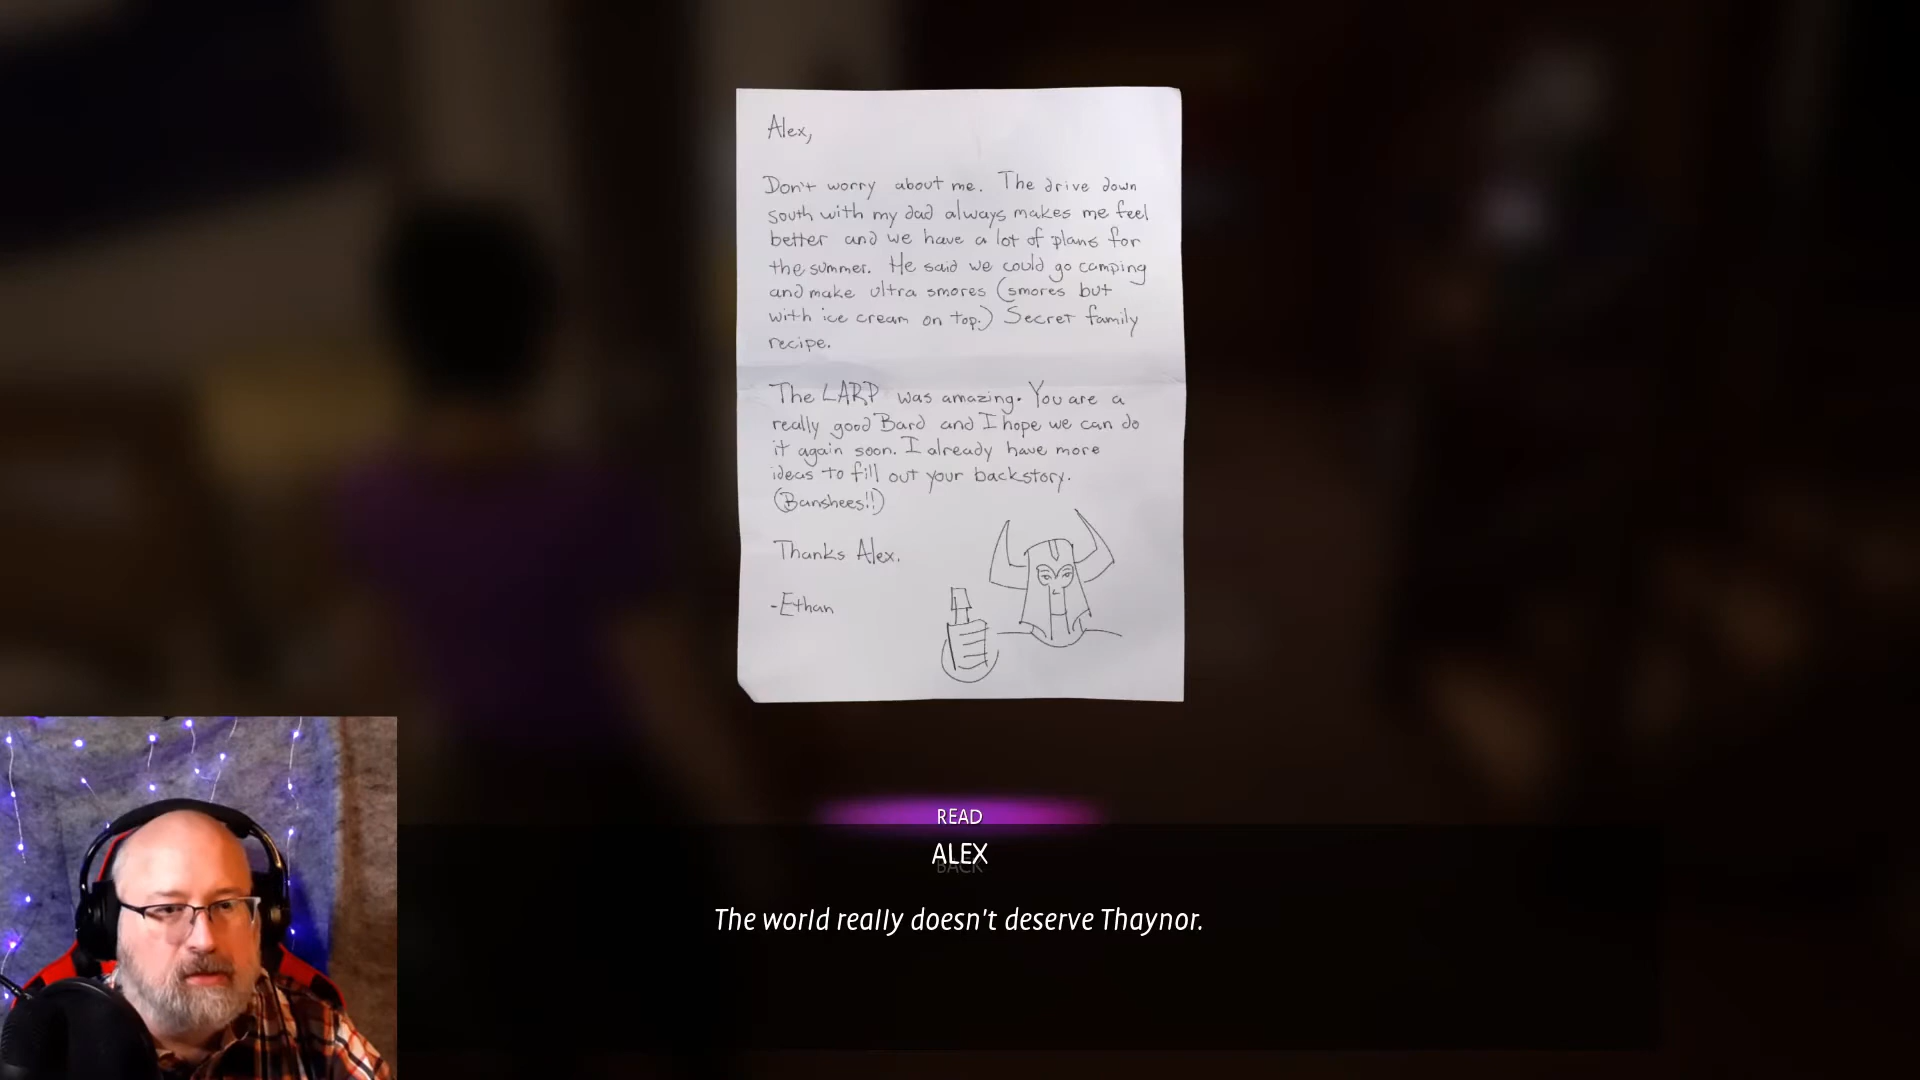 Alex,
Don't worry about me. The drive down
south with my dad always makes me feel
better and we have a lot of plans for
the summer. He said we could go camping
and make ultra smores (smores but
with ice cream on top.) Secret family
recipe.
The LARP was amazing. You are a
really good Bard and I hope we can do
it again soon. I already have more
ideas to fill out your backstory.
(Banshees!!)
Thanks Alex.
-Ethan
READ
ALEX
BACK
The world really doesn't deserve Thaynor.